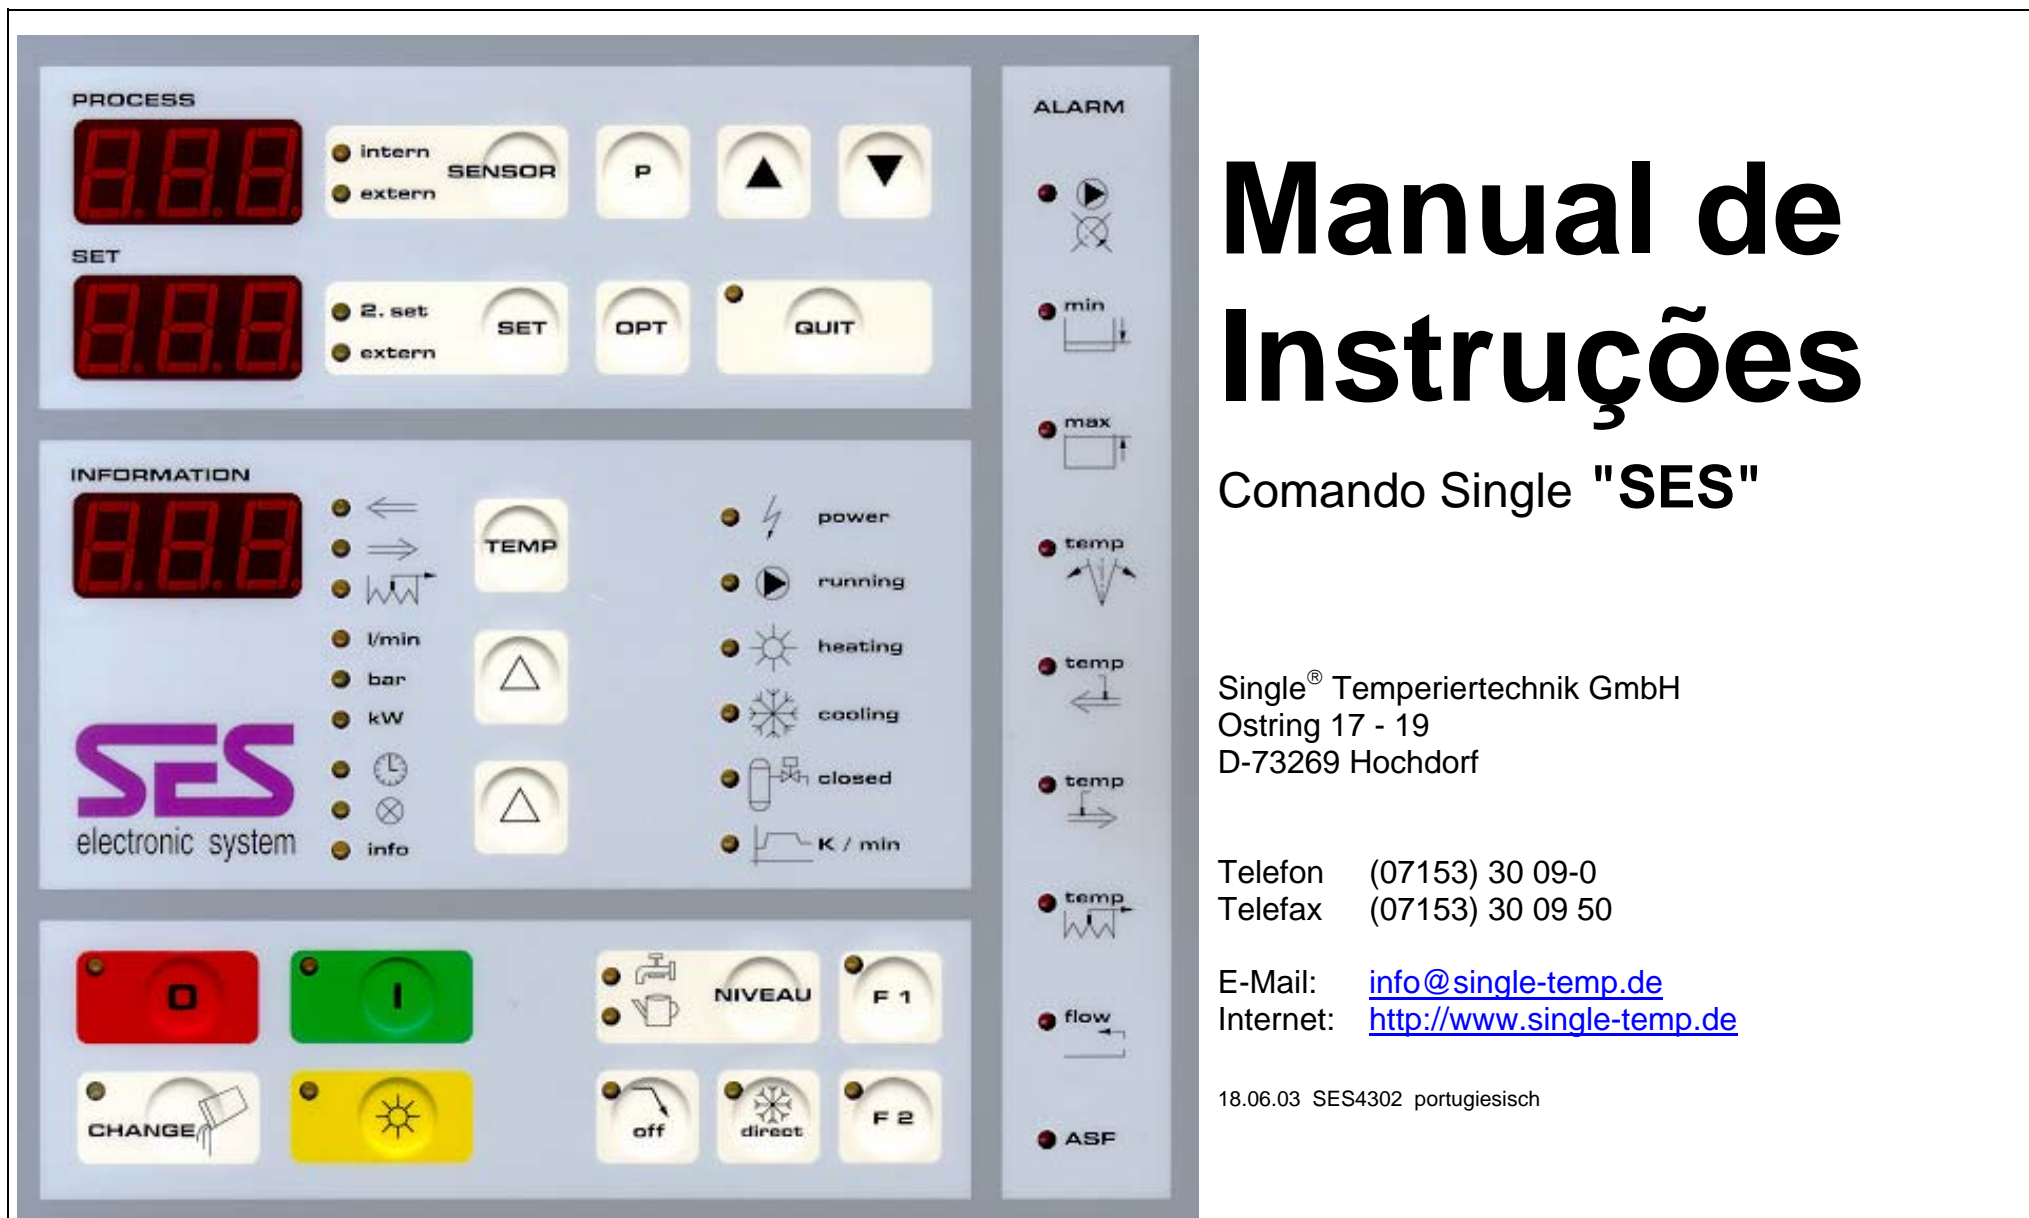 PROCESS
intern
extern
SENSOR
P
SET
2. set
extern
SET
OPT
QUIT
INFORMATION
TEMP
l/min
bar
kW
info
power
running
heating
cooling
closed
K / min
SES
electronic system
O
I
NIVEAU
F 1
CHANGE
off
direct
F 2
ALARM
min
max
temp
temp
temp
temp
flow
ASF
Manual de
Instruções
Comando Single "SES"
Single® Temperiertechnik GmbH
Ostring 17 - 19
D-73269 Hochdorf
Telefon (07153) 30 09-0
Telefax (07153) 30 09 50
E-Mail: info@single-temp.de
Internet: http://www.single-temp.de
18.06.03 SES4302 portugiesisch